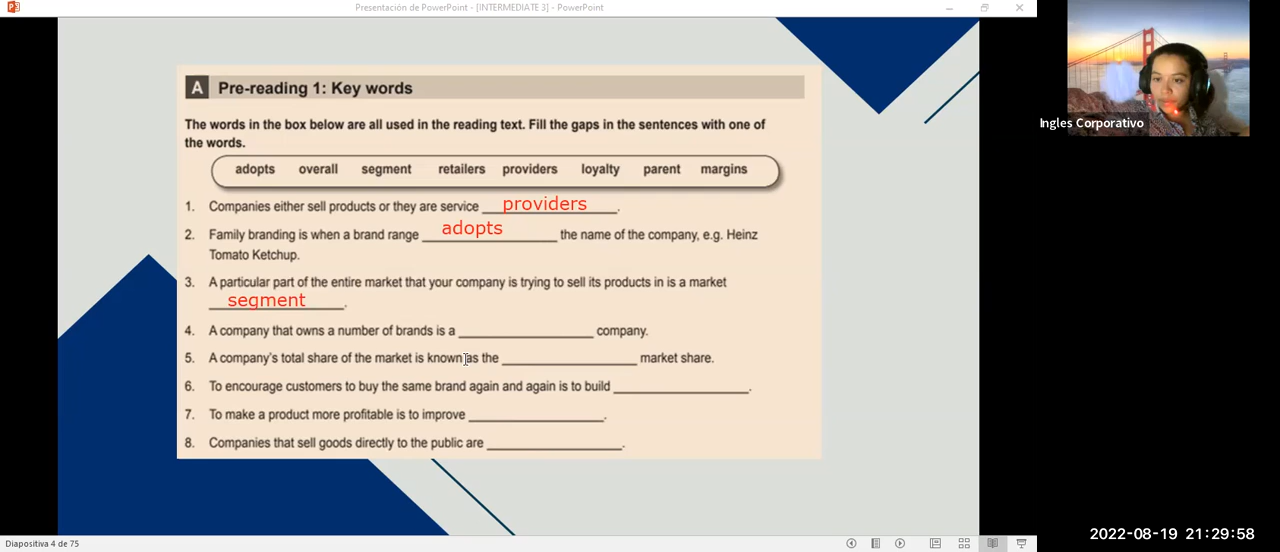 Presentación de PowerPoint - [INTERMEDIATE 3] - PowerPoint
A Pre-reading 1: Key words
The words in the box below are all used in the reading text. Fill the gaps in the sentences with one of
the words.
adopts overall segment retailers providers loyalty parent margins
1. Companies either sell products or they are service providers.
2. Family branding is when a brand range adopts the name of the company, e.g. Heinz
Tomato Ketchup.
3. A particular part of the entire market that your company is trying to sell its products in is a market
segment.
4. A company that owns a number of brands is a ____ company.
5. A company's total share of the market is known as the ____ market share.
6. To encourage customers to buy the same brand again and again is to build ____.
7. To make a product more profitable is to improve ____.
8. Companies that sell goods directly to the public are ____.
Ingles Corporativo
Diapositiva 4 de 75
2022-08-19 21:29:58